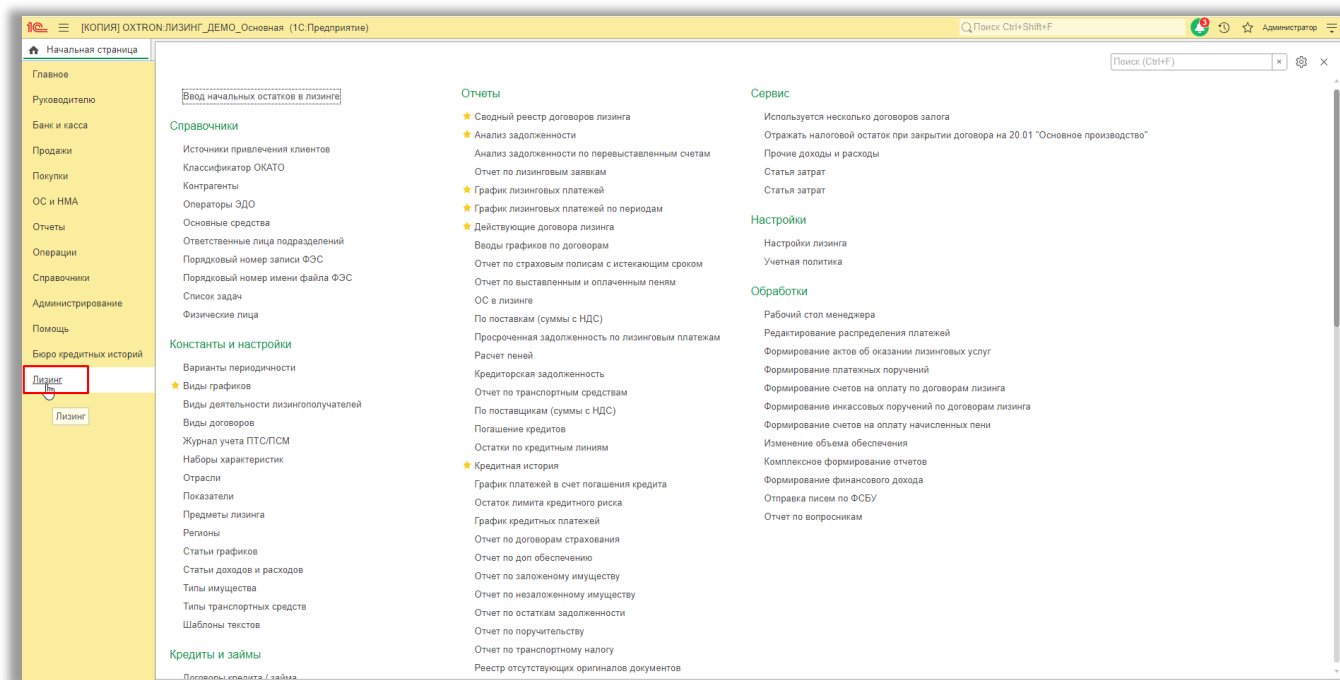 1С [КОПИЯ] OXTRON:ЛИЗИНГ_ДЕМО_Основная (1С:Предприятие)
Поиск Ctrl+Shift+F
3
Администратор
Начальная страница
Поиск (Ctrl+F)
Главное
Руководителю
Банк и касса
Продажи
Покупки
ОС и НМА
Отчеты
Операции
Справочники
Администрирование
Помощь
Бюро кредитных историй
Лизинг
Лизинг
Ввод начальных остатков в лизинге
Справочники
Источники привлечения клиентов
Классификатор ОКАТО
Контрагенты
Операторы ЭДО
Основные средства
Ответственные лица подразделений
Порядковый номер записи ФЭС
Порядковый номер имени файла ФЭС
Список задач
Физические лица
Константы и настройки
Варианты периодичности
Виды графиков
Виды деятельности лизингополучателей
Виды договоров
Журнал учета ПТС/ПСМ
Наборы характеристик
Отрасли
Показатели
Предметы лизинга
Регионы
Статьи графиков
Статьи доходов и расходов
Типы имущества
Типы транспортных средств
Шаблоны текстов
Кредиты и займы
Договоры кредита / займа
Отчеты
Сводный реестр договоров лизинга
Анализ задолженности
Анализ задолженности по перевыставленным счетам
Отчет по лизинговым заявкам
График лизинговых платежей
График лизинговых платежей по периодам
Действующие договора лизинга
Вводы графиков по договорам
Отчет по страховым полисам с истекающим сроком
Отчет по выставленным и оплаченным пеням
ОС в лизинге
По поставкам (суммы с НДС)
Просроченная задолженность по лизинговым платежам
Расчет пеней
Кредиторская задолженность
Отчет по транспортным средствам
По поставщикам (суммы с НДС)
Погашение кредитов
Остатки по кредитным линиям
Кредитная история
График платежей в счет погашения кредита
Остаток лимита кредитного риска
График кредитных платежей
Отчет по договорам страхования
Отчет по доп обеспечению
Отчет по заложеному имуществу
Отчет по незаложенному имуществу
Отчет по остаткам задолженности
Отчет по поручительству
Отчет по транспортному налогу
Реестр отсутствующих оригиналов документов
Сервис
Используется несколько договоров залога
Отражать налоговой остаток при закрытии договора на 20.01 "Основное производство"
Прочие доходы и расходы
Статья затрат
Статья затрат
Настройки
Настройки лизинга
Учетная политика
Обработки
Рабочий стол менеджера
Редактирование распределения платежей
Формирование актов об оказании лизинговых услуг
Формирование платежных поручений
Формирование счетов на оплату по договорам лизинга
Формирование инкассовых поручений по договорам лизинга
Формирование счетов на оплату начисленных пени
Изменение объема обеспечения
Комплексное формирование отчетов
Формирование финансового дохода
Отправка писем по ФСБУ
Отчет по вопросникам